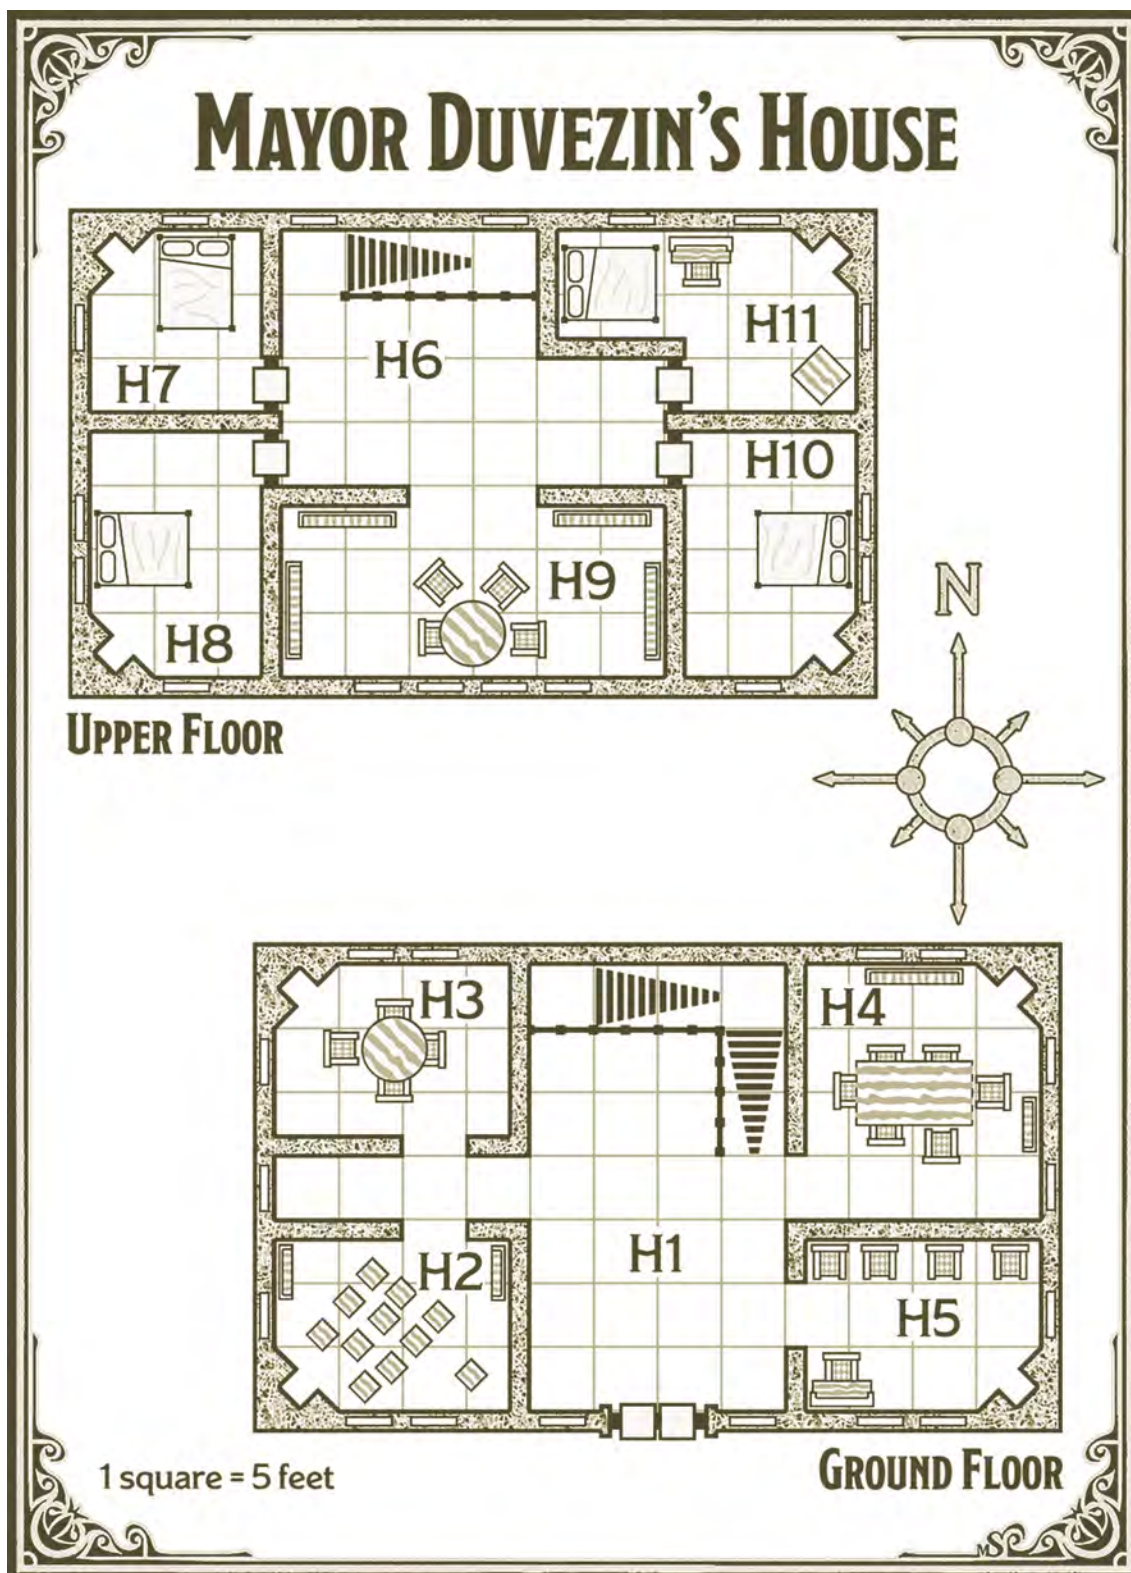 MAYOR DUVEZIN'S HOUSE
H11
H6
H7
H10
H9
H8
N
UPPER FLOOR
H3
H4
H1
H2
H5
1 square = 5 feet
GROUND FLOOR
MS